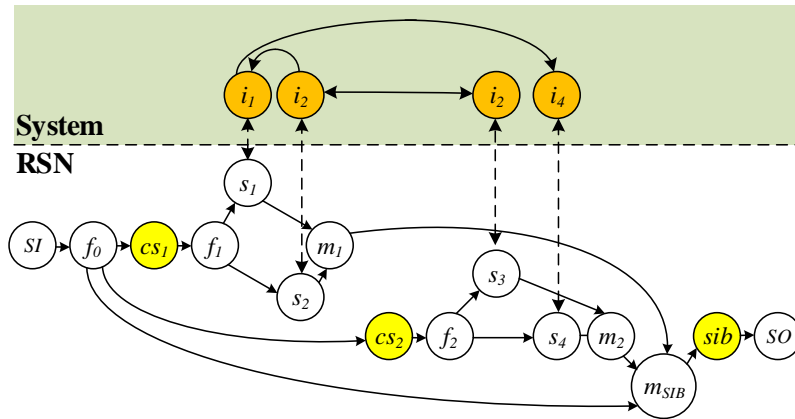 i1 i2 i2 i4
System
RSN
s1
SI f0 cs1 f1 m1
s3
s2
cs2 f2 s4 m2 sib SO
mSIB